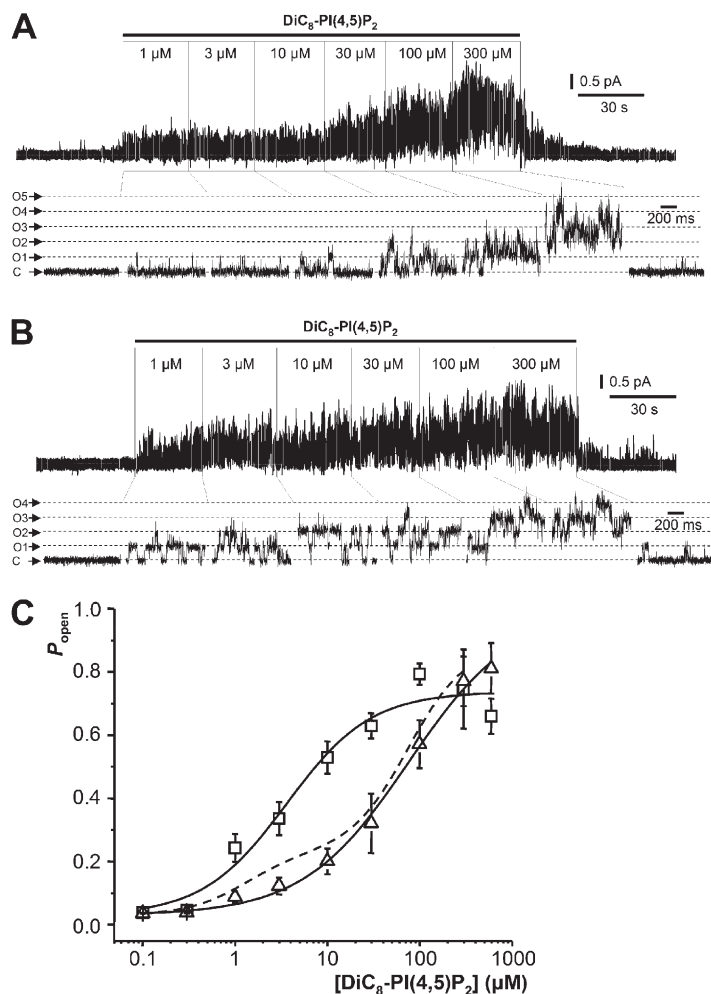 A
DiC₈-PI(4,5)P₂
1 µM 3 µM 10 µM 30 µM 100 µM 300 µM
0.5 pA
30 s
O5
O4
O3
O2
O1
C
200 ms
B
DiC₈-PI(4,5)P₂
1 µM 3 µM 10 µM 30 µM 100 µM 300 µM
0.5 pA
30 s
O4
O3
O2
O1
C
200 ms
C
Popen
1.0
0.8
0.6
0.4
0.2
0.0
0.1 1 10 100 1000
[DiC₈-PI(4,5)P₂] (µM)